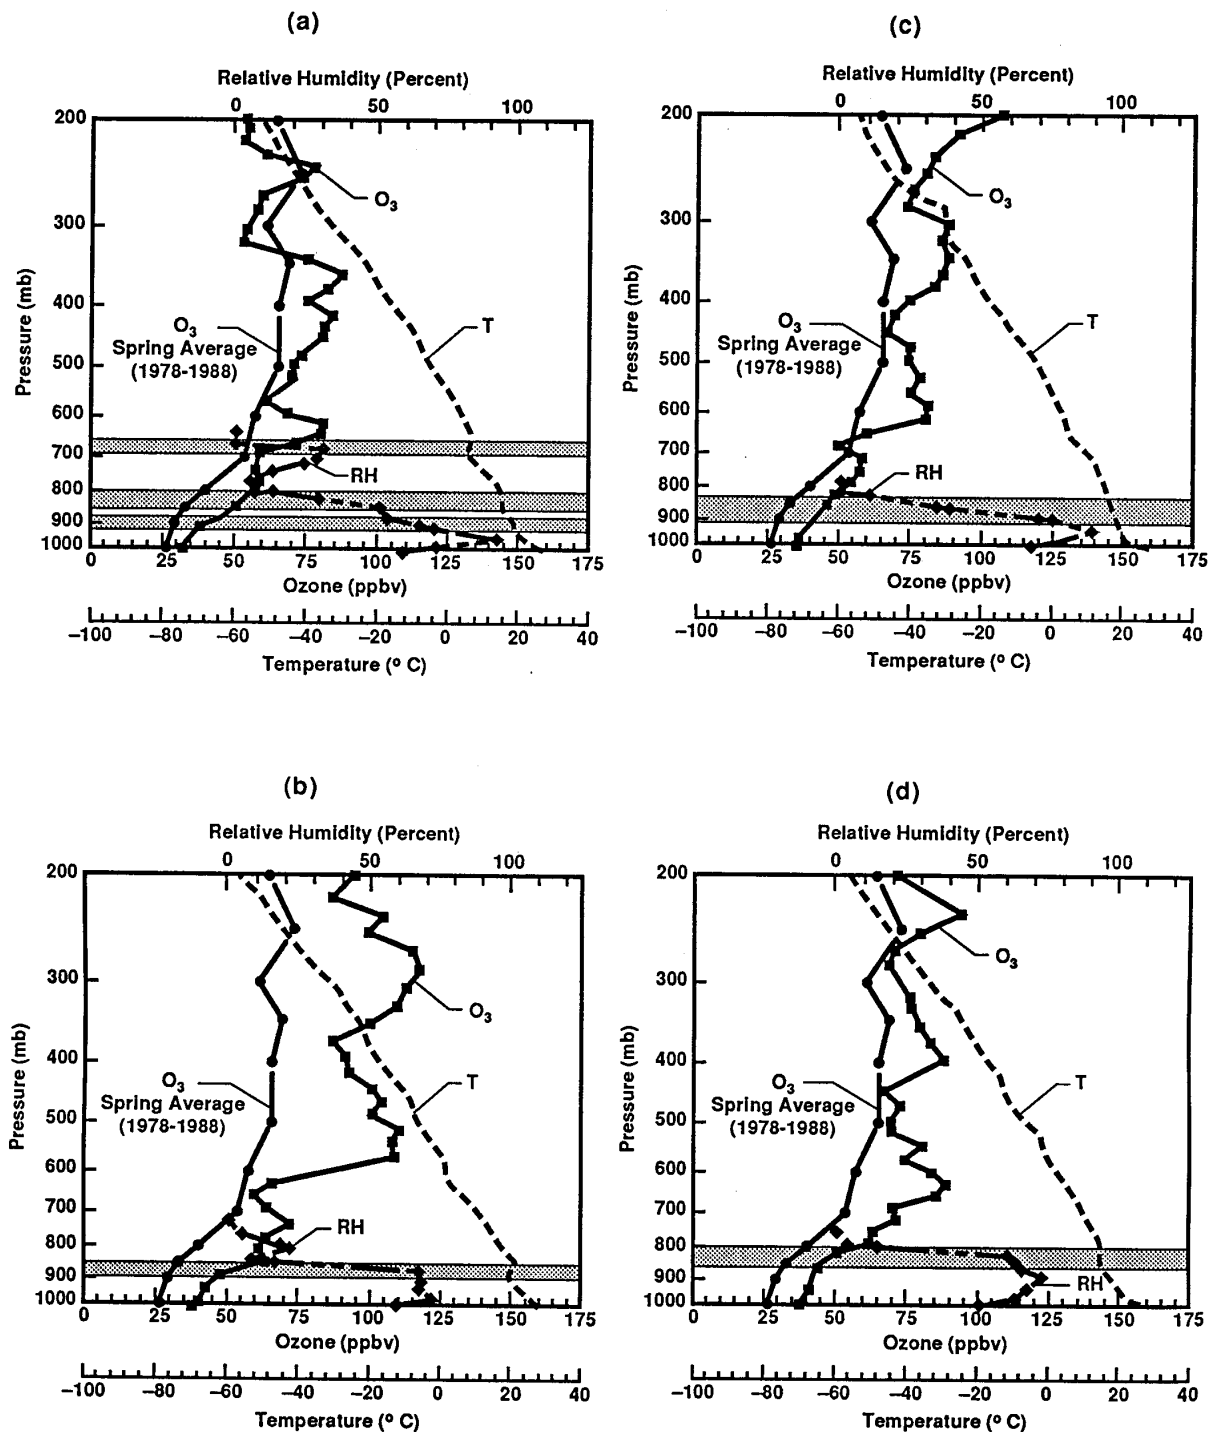 (a)
Relative Humidity (Percent)
0 50 100
200
300
400
500
600
700
800
900
1000
Pressure (mb)
O3
O3
Spring Average
(1978-1988)
T
RH
0 25 50 75 100 125 150 175
Ozone (ppbv)
–100 –80 –60 –40 –20 0 20 40
Temperature (° C)
(c)
Relative Humidity (Percent)
0 50 100
200
300
400
500
600
700
800
900
1000
Pressure (mb)
O3
O3
Spring Average
(1978-1988)
T
RH
0 25 50 75 100 125 150 175
Ozone (ppbv)
–100 –80 –60 –40 –20 0 20 40
Temperature (° C)
(b)
Relative Humidity (Percent)
0 50 100
200
300
400
500
600
700
800
900
1000
Pressure (mb)
O3
O3
Spring Average
(1978-1988)
T
RH
0 25 50 75 100 125 150 175
Ozone (ppbv)
–100 –80 –60 –40 –20 0 20 40
Temperature (° C)
(d)
Relative Humidity (Percent)
0 50 100
200
300
400
500
600
700
800
900
1000
Pressure (mb)
O3
O3
Spring Average
(1978-1988)
T
RH
0 25 50 75 100 125 150 175
Ozone (ppbv)
–100 –80 –60 –40 –20 0 20 40
Temperature (° C)